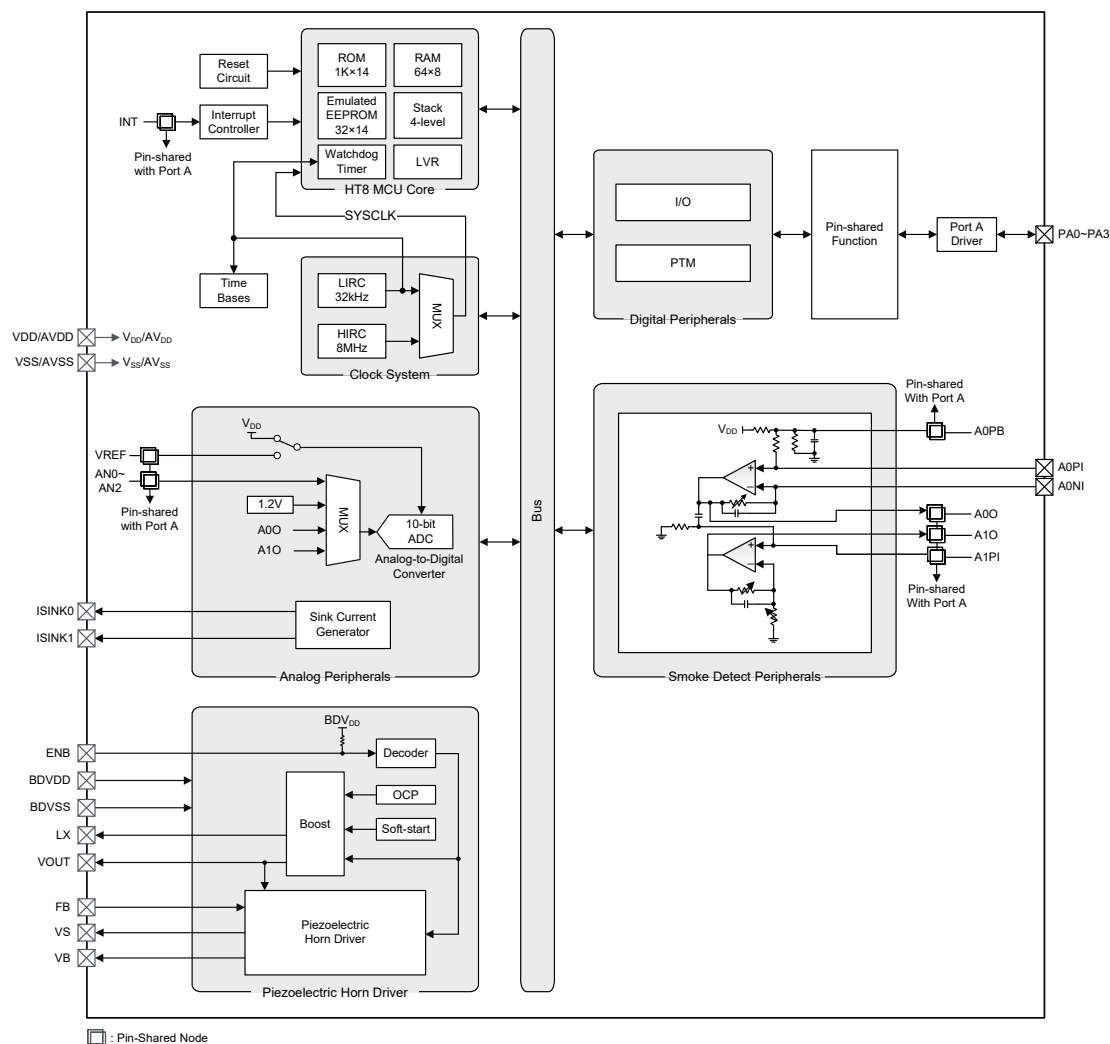 Reset
Circuit
INT
Interrupt
Controller
Pin-shared
with Port A
ROM
1K×14
RAM
64×8
Emulated
EEPROM
32×14
Stack
4-level
Watchdog
Timer
LVR
HT8 MCU Core
SYSCLK
Time
Bases
LIRC
32kHz
HIRC
8MHz
MUX
Clock System
Bus
I/O
PTM
Digital Peripherals
Pin-shared
Function
Port A
Driver
PA0~PA3
VDD/AVDD
VDD/AVDD
VSS/AVSS
VSS/AVSS
VDD
VREF
AN0~
AN2
Pin-shared
with Port A
1.2V
A0O
A1O
MUX
10-bit
ADC
Analog-to-Digital
Converter
ISINK0
ISINK1
Sink Current
Generator
Analog Peripherals
Pin-shared
With Port A
VDD
A0PB
A0PI
A0NI
A0O
A1O
A1PI
Pin-shared
With Port A
+
−
+
−
Smoke Detect Peripherals
BDVDD
ENB
BDVDD
BDVSS
LX
VOUT
FB
VS
VB
Decoder
OCP
Boost
Soft-start
Piezoelectric
Horn Driver
Piezoelectric Horn Driver
: Pin-Shared Node